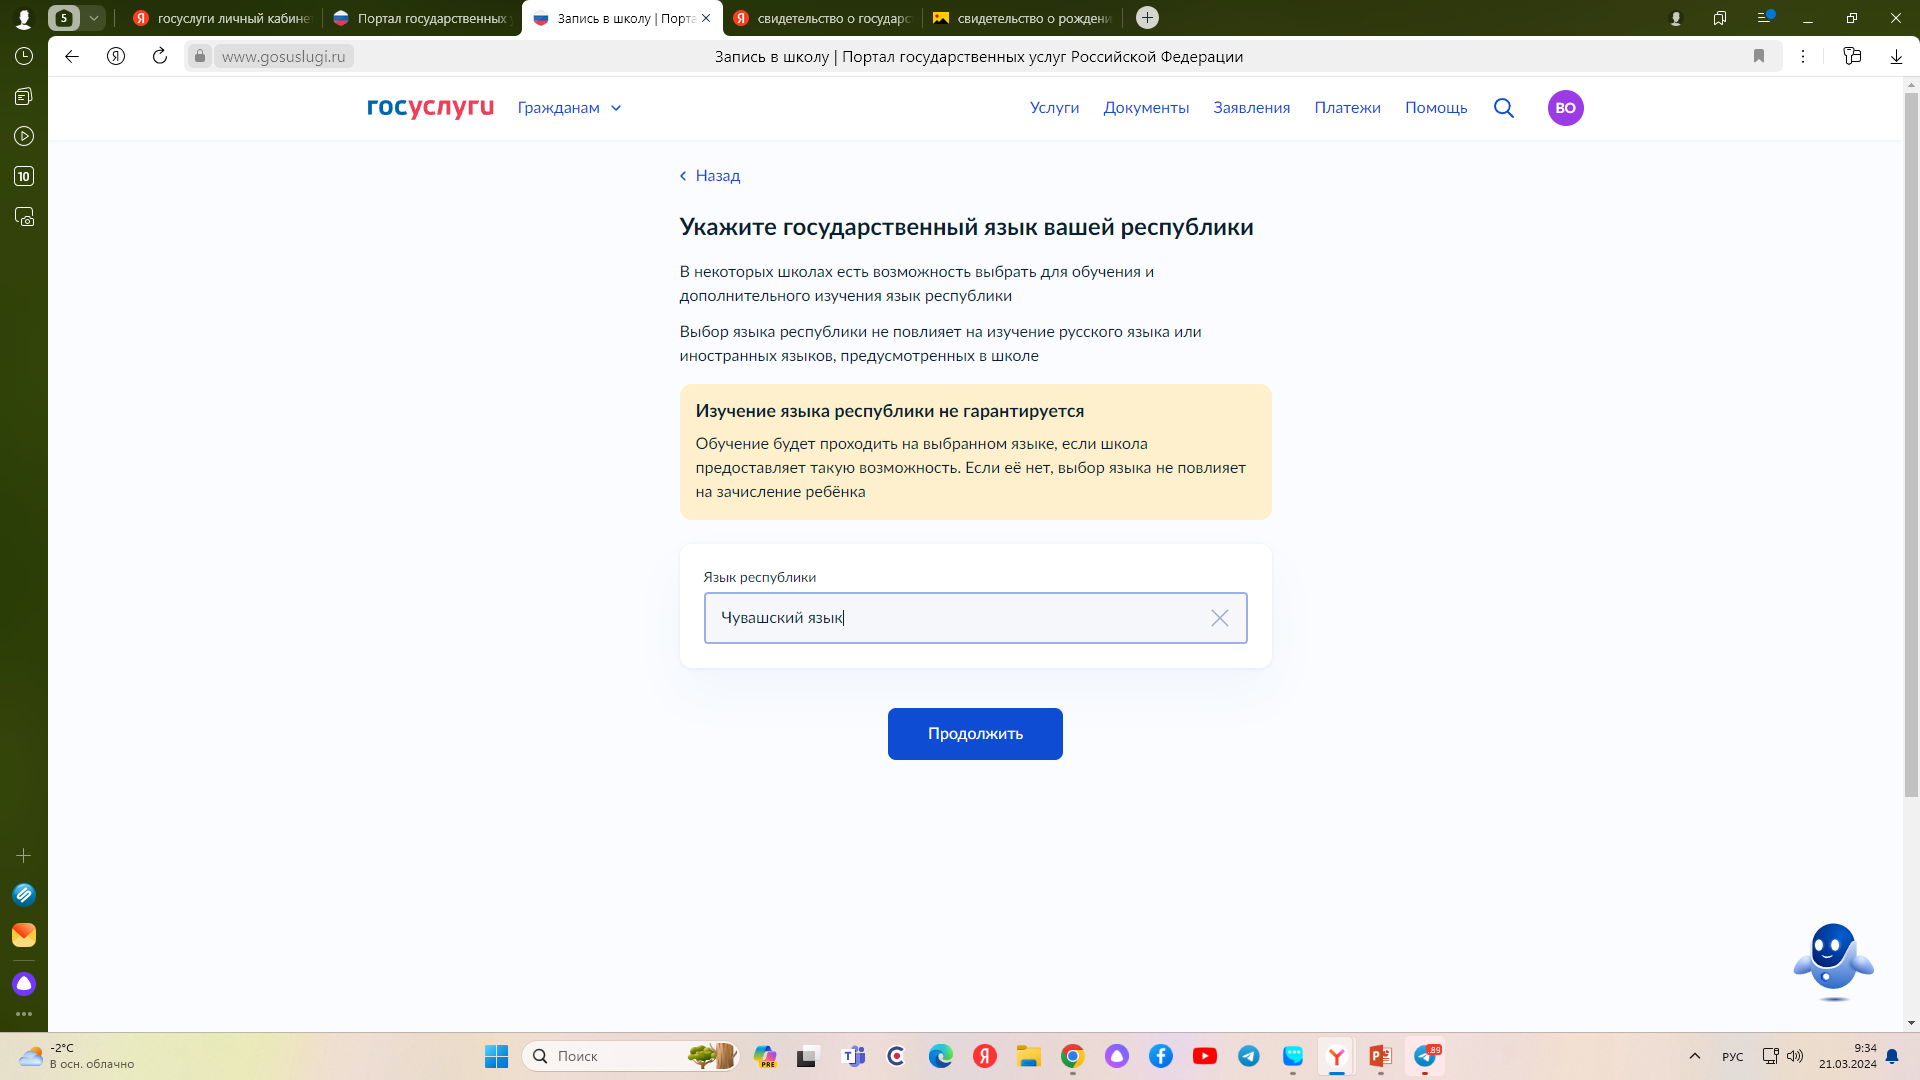 5
госуслуги личный кабинет
Портал государственных у
Запись в школу | Порта
свидетельство о государс
свидетельство о рождени
www.gosuslugi.ru
Запись в школу | Портал государственных услуг Российской Федерации
10
госуслуги
Гражданам
Услуги
Документы
Заявления
Платежи
Помощь
ВО
Назад
Укажите государственный язык вашей республики
В некоторых школах есть возможность выбрать для обучения и
дополнительного изучения язык республики
Выбор языка республики не повлияет на изучение русского языка или
иностранных языков, предусмотренных в школе
Изучение языка республики не гарантируется
Обучение будет проходить на выбранном языке, если школа
предоставляет такую возможность. Если её нет, выбор языка не повлияет
на зачисление ребёнка
Язык республики
Чувашский язык
Продолжить
-2°C
В осн. облачно
Поиск
PRE
89
РУС
9:34
21.03.2024